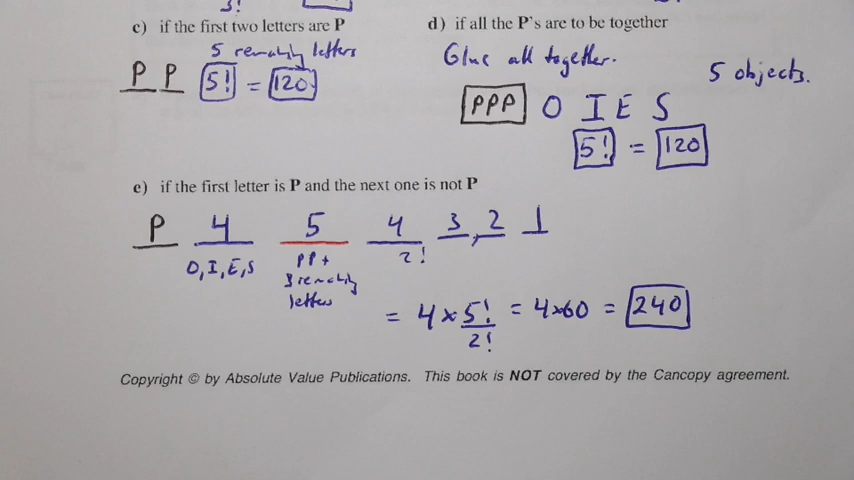 3!
c) if the first two letters are P
5 remaining letters
P P 5! = 120
d) if all the P's are to be together
Glue all together.
5 objects.
PPP O I E S
5! = 120
e) if the first letter is P and the next one is not P
P 4 5 4 3, 2 1
2!
O, I, E, S
PP +
3 remaining
letters
= 4 × 5!/2! = 4×60 = 240
Copyright © by Absolute Value Publications. This book is NOT covered by the Cancopy agreement.